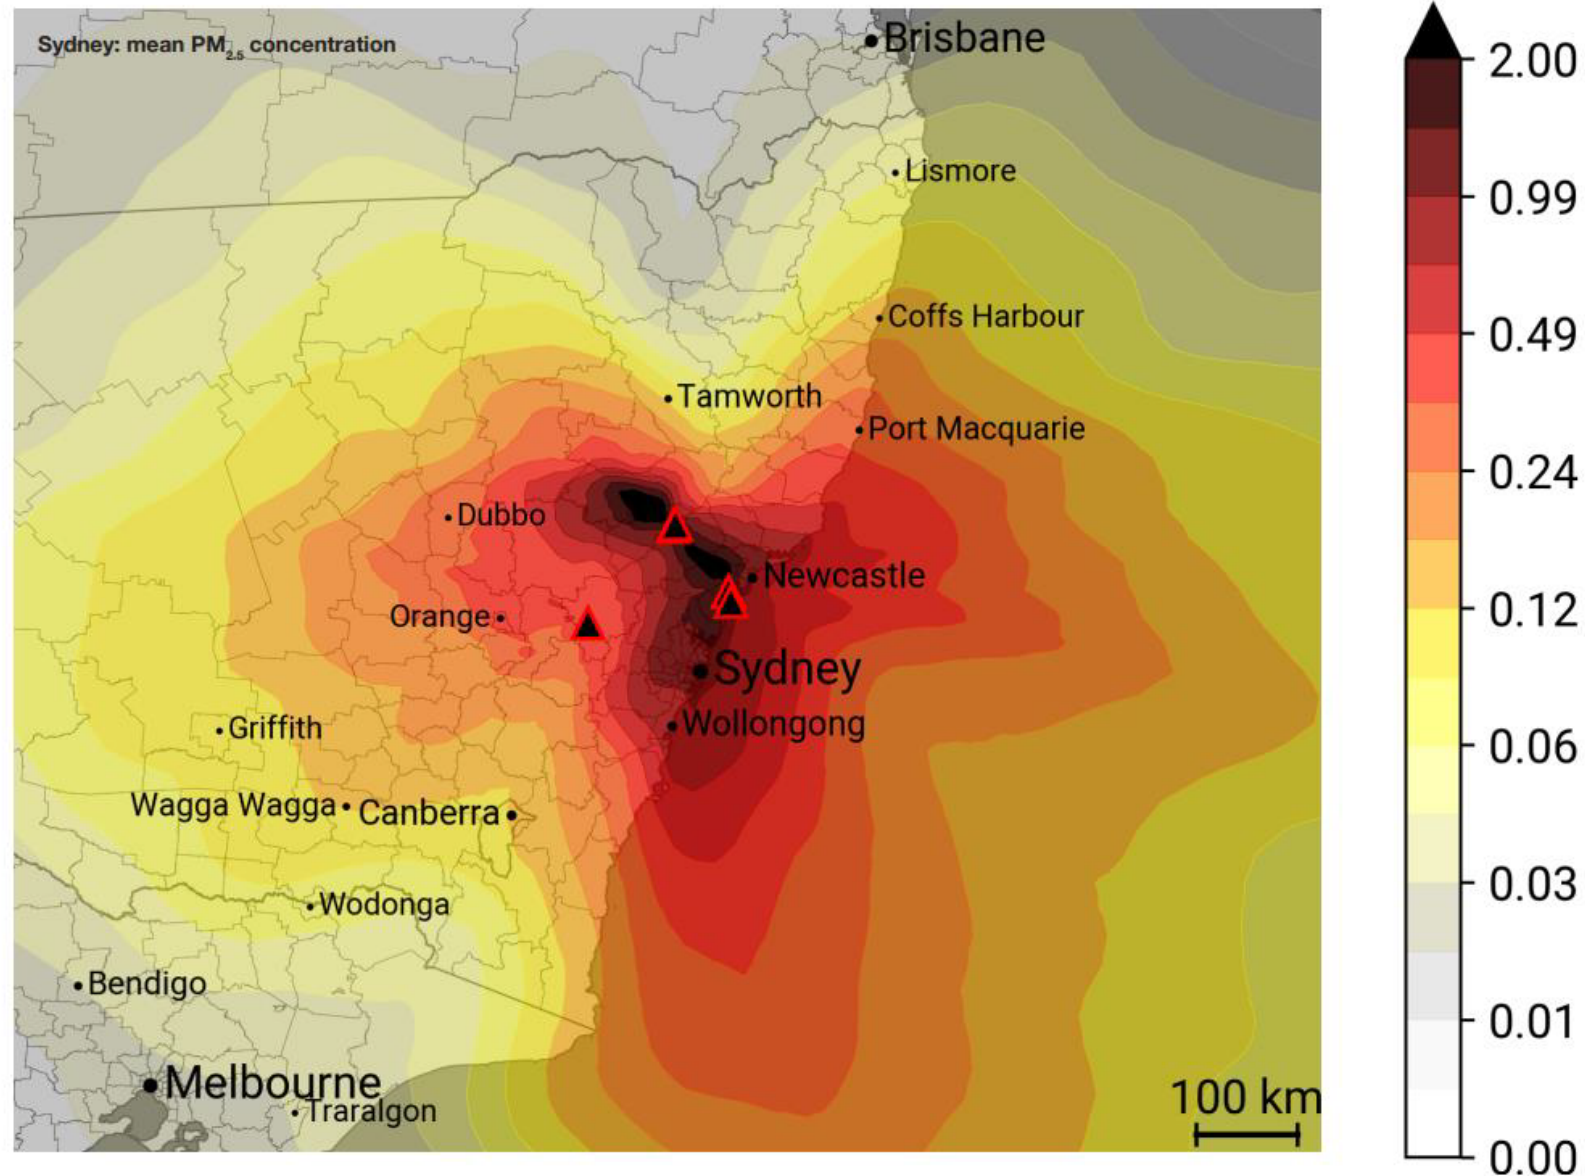 Sydney: mean PM2.5 concentration
Brisbane
Lismore
Coffs Harbour
Tamworth
Port Macquarie
Dubbo
Newcastle
Orange
Sydney
Wollongong
Griffith
Wagga Wagga
Canberra
Wodonga
Bendigo
Melbourne
Traralgon
100 km
2.00
0.99
0.49
0.24
0.12
0.06
0.03
0.01
0.00